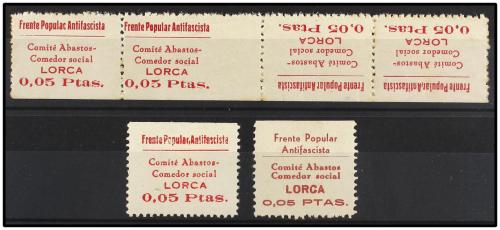 Frente Popular Antifascista
Comité Abastos-
Comedor social
LORCA
0,05 Ptas.
Frente Popular Antifascista
Comité Abastos-
Comedor social
LORCA
0,05 Ptas.
Frente Popular Antifascista
Comité Abastos-
Comedor social
LORCA
0,05 Ptas.
Frente Popular Antifascista
Comité Abastos-
Comedor social
LORCA
0,05 Ptas.
Frente Popular Antifascista
Comité Abastos-
Comedor social
LORCA
0,05 Ptas.
Frente Popular
Antifascista
Comité Abastos
Comedor social
LORCA
0,05 PTAS.